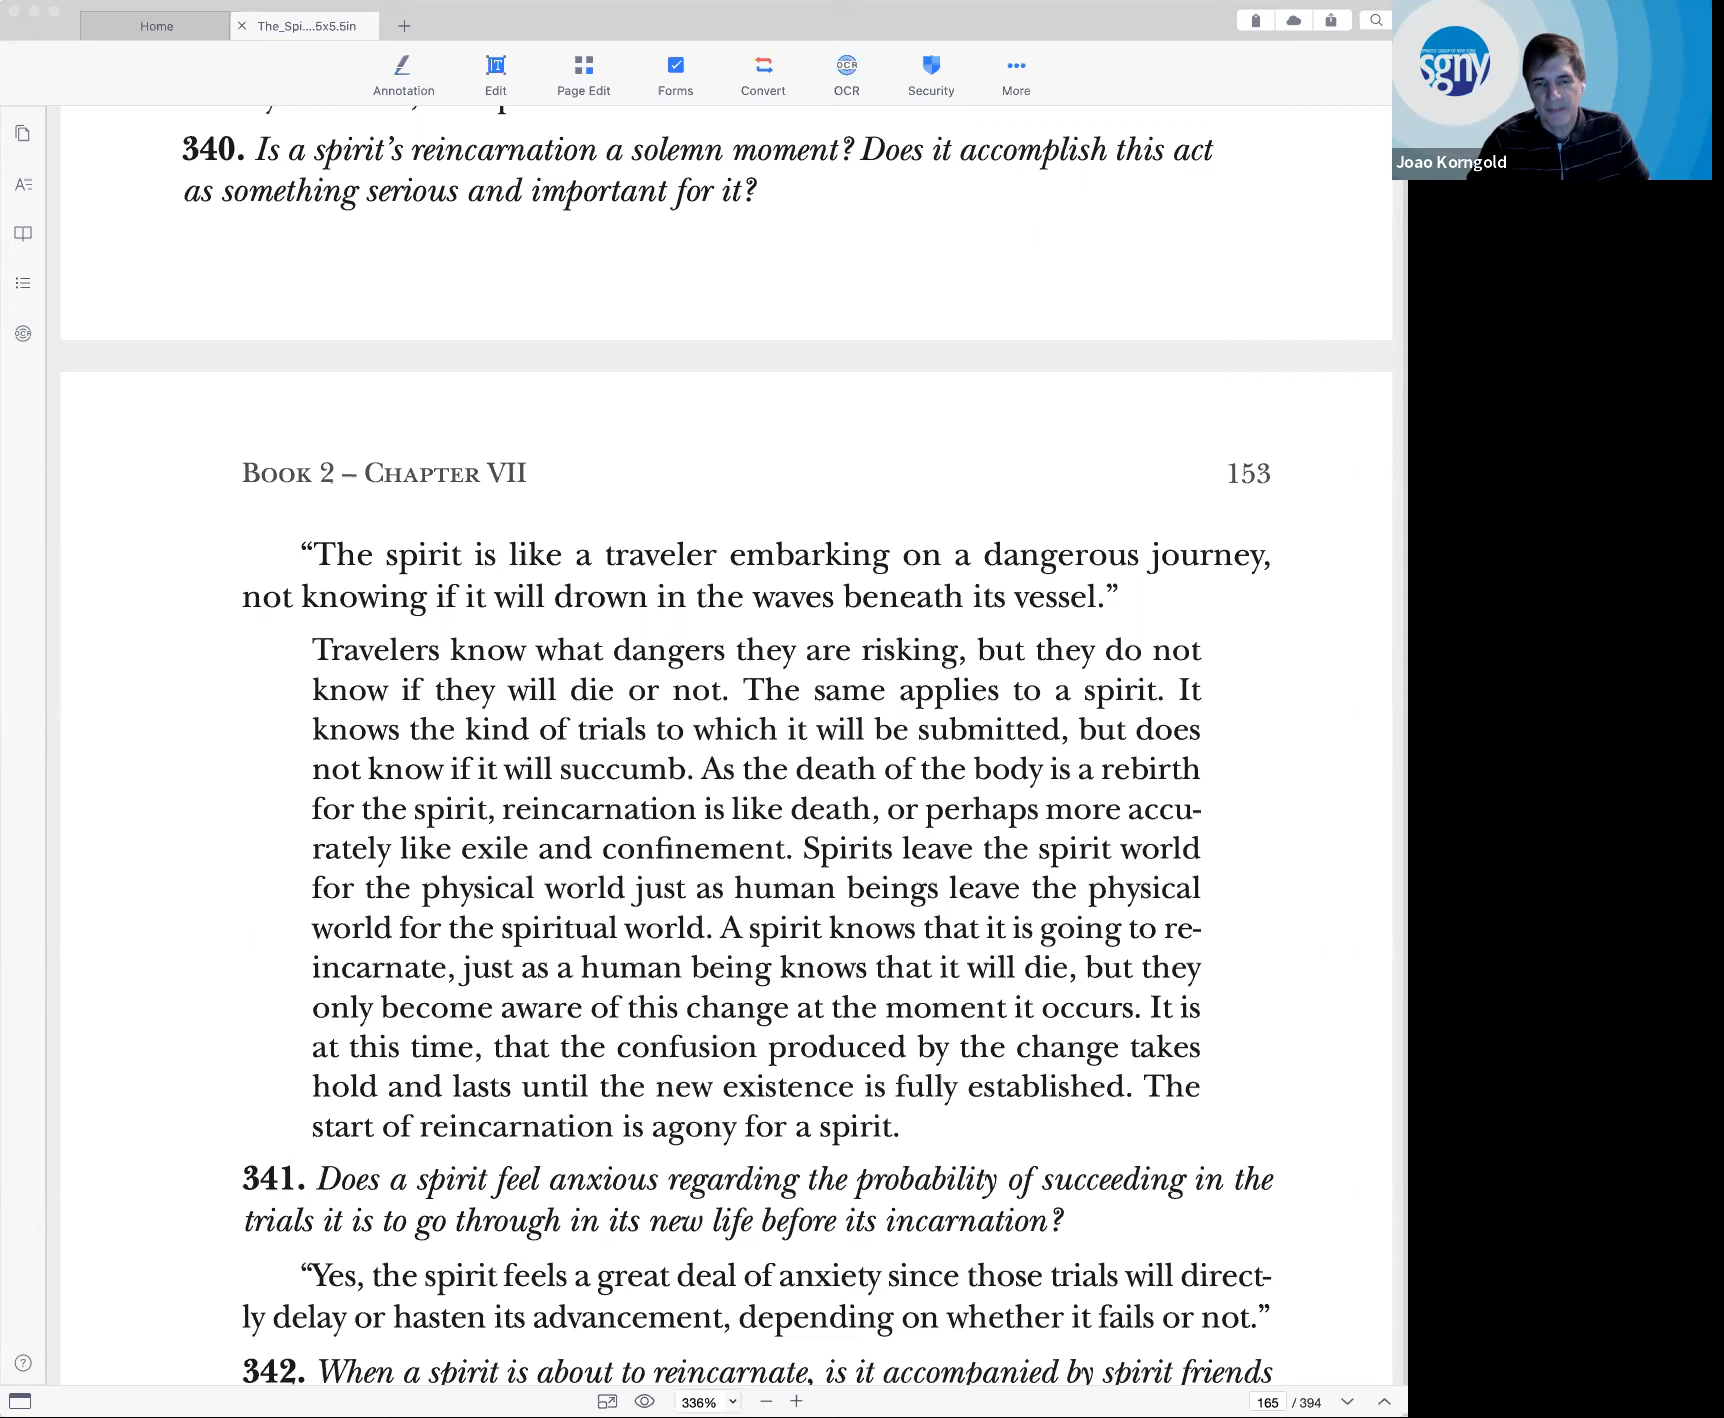 Home
The_Spi....5x5.5in
Annotation
Edit
Page Edit
Forms
Convert
OCR
Security
More
SPIRITIST GROUP OF NEW YORK
sgny
Joao Korngold
340. Is a spirit's reincarnation a solemn moment? Does it accomplish this act
as something serious and important for it?
BOOK 2 – CHAPTER VII
153
“The spirit is like a traveler embarking on a dangerous journey,
not knowing if it will drown in the waves beneath its vessel.”
Travelers know what dangers they are risking, but they do not
know if they will die or not. The same applies to a spirit. It
knows the kind of trials to which it will be submitted, but does
not know if it will succumb. As the death of the body is a rebirth
for the spirit, reincarnation is like death, or perhaps more accu-
rately like exile and confinement. Spirits leave the spirit world
for the physical world just as human beings leave the physical
world for the spiritual world. A spirit knows that it is going to re-
incarnate, just as a human being knows that it will die, but they
only become aware of this change at the moment it occurs. It is
at this time, that the confusion produced by the change takes
hold and lasts until the new existence is fully established. The
start of reincarnation is agony for a spirit.
341. Does a spirit feel anxious regarding the probability of succeeding in the
trials it is to go through in its new life before its incarnation?
“Yes, the spirit feels a great deal of anxiety since those trials will direct-
ly delay or hasten its advancement, depending on whether it fails or not.”
342. When a spirit is about to reincarnate, is it accompanied by spirit friends
336%
165 / 394